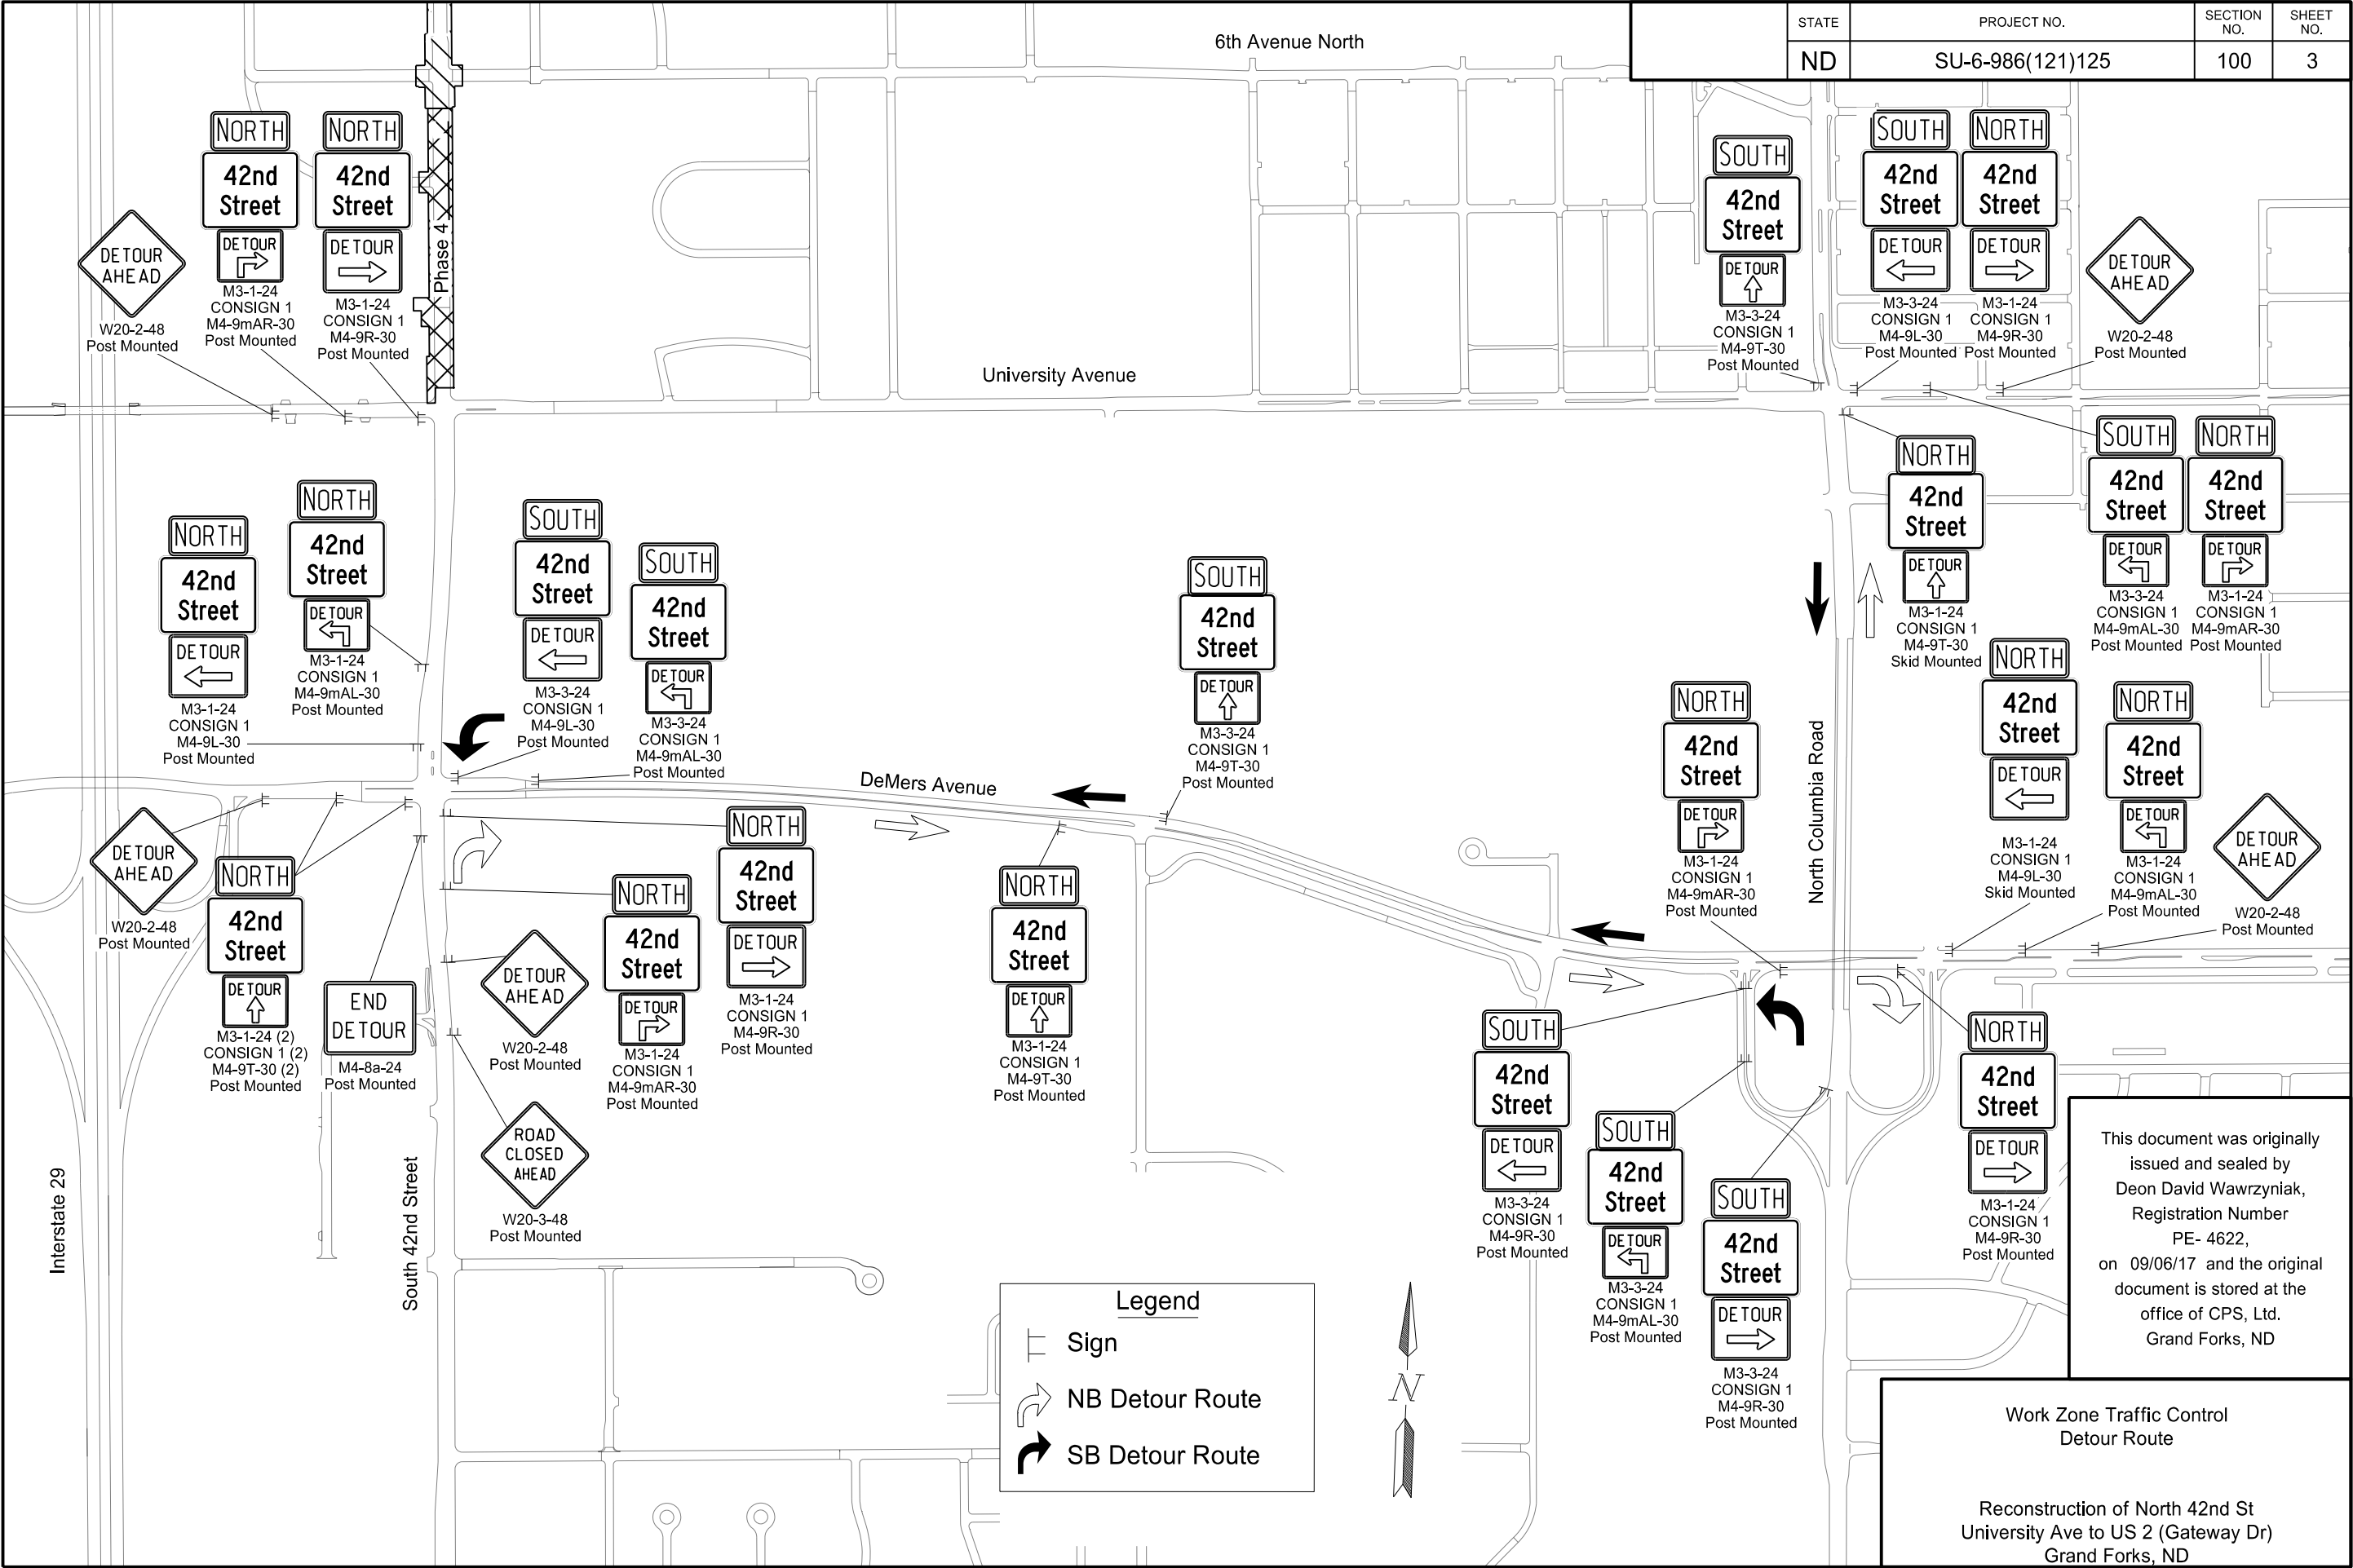 STATE
PROJECT NO.
SECTION
NO.
SHEET
NO.
ND
SU-6-986(121)125
100
3
6th Avenue North
NORTH
42nd
Street
DETOUR
M3-1-24
CONSIGN 1
M4-9mAR-30
Post Mounted
NORTH
42nd
Street
DETOUR
M3-1-24
CONSIGN 1
M4-9R-30
Post Mounted
DETOUR
AHEAD
W20-2-48
Post Mounted
Phase 4
SOUTH
42nd
Street
DETOUR
M3-3-24
CONSIGN 1
M4-9T-30
Post Mounted
SOUTH
42nd
Street
DETOUR
M3-3-24
CONSIGN 1
M4-9L-30
Post Mounted
NORTH
42nd
Street
DETOUR
M3-1-24
CONSIGN 1
M4-9R-30
Post Mounted
DETOUR
AHEAD
W20-2-48
Post Mounted
University Avenue
NORTH
42nd
Street
DETOUR
M3-1-24
CONSIGN 1
M4-9L-30
Post Mounted
NORTH
42nd
Street
DETOUR
M3-1-24
CONSIGN 1
M4-9mAL-30
Post Mounted
SOUTH
42nd
Street
DETOUR
M3-3-24
CONSIGN 1
M4-9L-30
Post Mounted
SOUTH
42nd
Street
DETOUR
M3-3-24
CONSIGN 1
M4-9mAL-30
Post Mounted
SOUTH
42nd
Street
DETOUR
M3-3-24
CONSIGN 1
M4-9T-30
Post Mounted
NORTH
42nd
Street
DETOUR
M3-1-24
CONSIGN 1
M4-9T-30
Skid Mounted
SOUTH
42nd
Street
DETOUR
M3-3-24
CONSIGN 1
M4-9mAL-30
Post Mounted
NORTH
42nd
Street
DETOUR
M3-1-24
CONSIGN 1
M4-9mAR-30
Post Mounted
NORTH
42nd
Street
DETOUR
M3-1-24
CONSIGN 1
M4-9mAR-30
Post Mounted
North Columbia Road
NORTH
42nd
Street
DETOUR
M3-1-24
CONSIGN 1
M4-9L-30
Skid Mounted
NORTH
42nd
Street
DETOUR
M3-1-24
CONSIGN 1
M4-9mAL-30
Post Mounted
DETOUR
AHEAD
W20-2-48
Post Mounted
DeMers Avenue
DETOUR
AHEAD
W20-2-48
Post Mounted
NORTH
42nd
Street
DETOUR
M3-1-24 (2)
CONSIGN 1 (2)
M4-9T-30 (2)
Post Mounted
END
DETOUR
M4-8a-24
Post Mounted
DETOUR
AHEAD
W20-2-48
Post Mounted
NORTH
42nd
Street
DETOUR
M3-1-24
CONSIGN 1
M4-9mAR-30
Post Mounted
NORTH
42nd
Street
DETOUR
M3-1-24
CONSIGN 1
M4-9R-30
Post Mounted
NORTH
42nd
Street
DETOUR
M3-1-24
CONSIGN 1
M4-9T-30
Post Mounted
ROAD
CLOSED
AHEAD
W20-3-48
Post Mounted
Interstate 29
South 42nd Street
SOUTH
42nd
Street
DETOUR
M3-3-24
CONSIGN 1
M4-9R-30
Post Mounted
SOUTH
42nd
Street
DETOUR
M3-3-24
CONSIGN 1
M4-9mAL-30
Post Mounted
SOUTH
42nd
Street
DETOUR
M3-3-24
CONSIGN 1
M4-9R-30
Post Mounted
NORTH
42nd
Street
DETOUR
M3-1-24
CONSIGN 1
M4-9R-30
Post Mounted
Legend
Sign
NB Detour Route
SB Detour Route
N
This document was originally
issued and sealed by
Deon David Wawrzyniak,
Registration Number
PE- 4622,
on 09/06/17 and the original
document is stored at the
office of CPS, Ltd.
Grand Forks, ND
Work Zone Traffic Control
Detour Route
Reconstruction of North 42nd St
University Ave to US 2 (Gateway Dr)
Grand Forks, ND